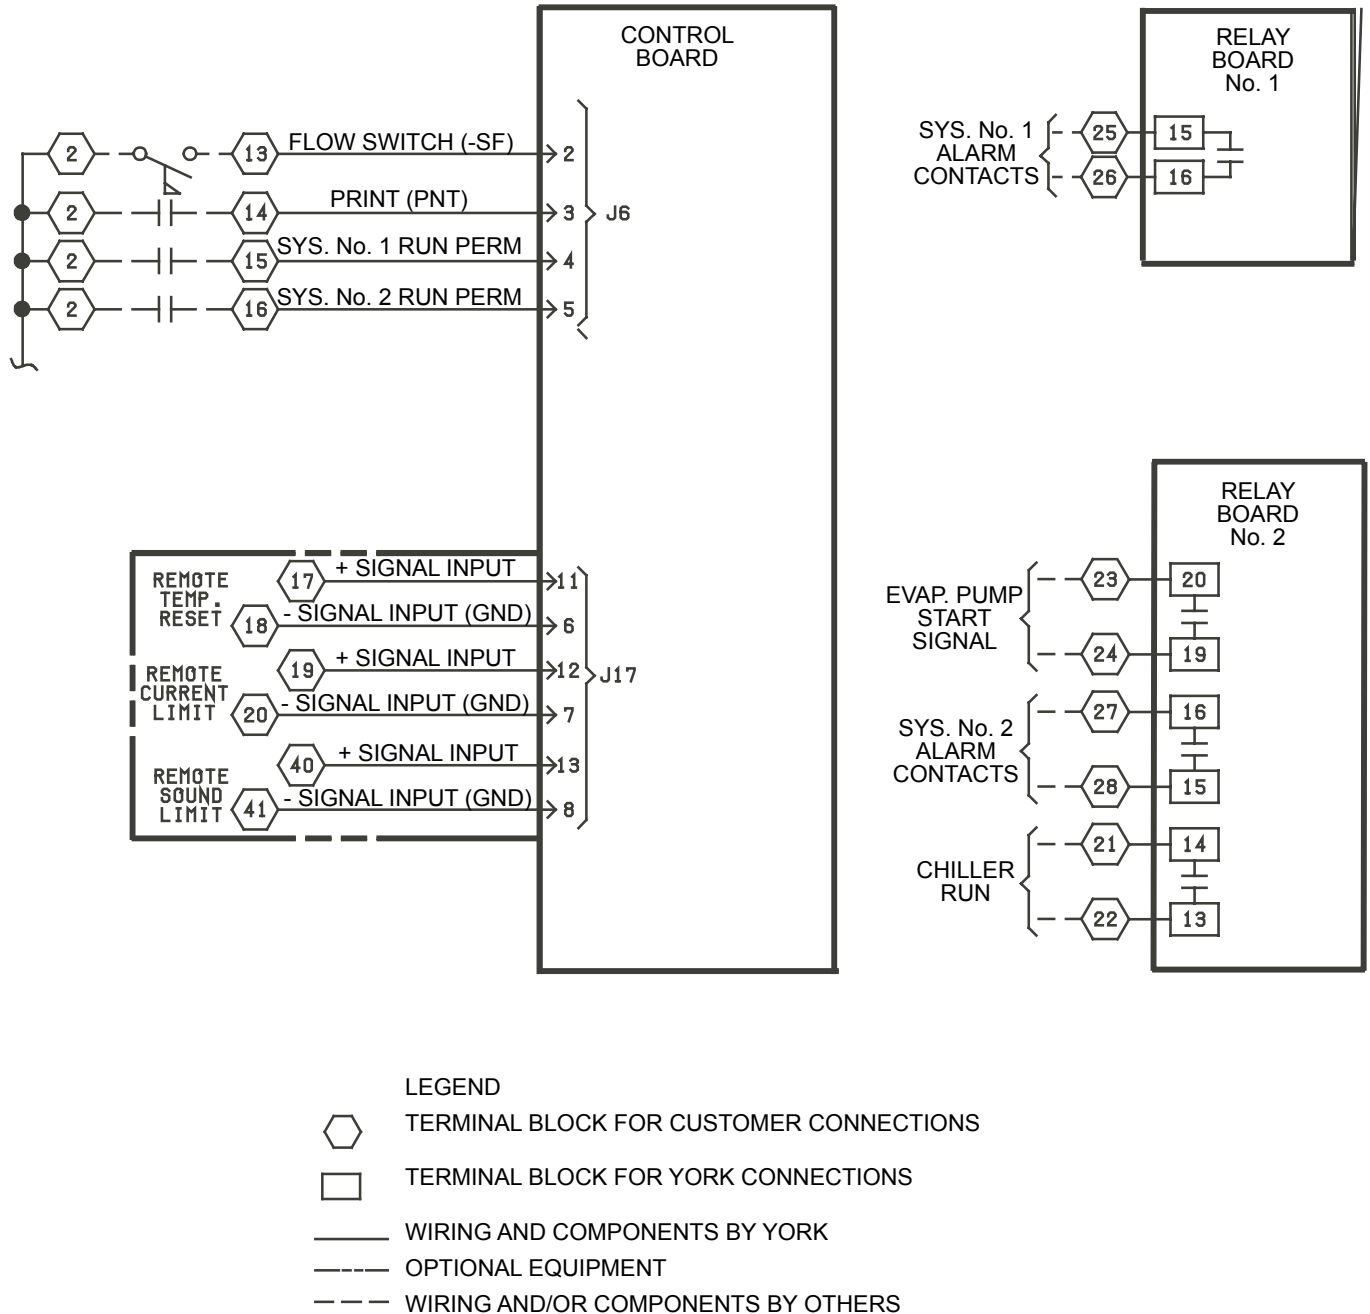 CONTROL
BOARD
2 13 FLOW SWITCH (-SF) 2
2 14 PRINT (PNT) 3
J6
2 15 SYS. No. 1 RUN PERM 4
2 16 SYS. No. 2 RUN PERM 5
REMOTE
TEMP.
RESET
17 + SIGNAL INPUT 11
18 - SIGNAL INPUT (GND) 6
REMOTE
CURRENT
LIMIT
19 + SIGNAL INPUT 12
J17
20 - SIGNAL INPUT (GND) 7
REMOTE
SOUND
LIMIT
40 + SIGNAL INPUT 13
41 - SIGNAL INPUT (GND) 8
RELAY
BOARD
No. 1
SYS. No. 1
ALARM
CONTACTS
25 15
26 16
RELAY
BOARD
No. 2
EVAP. PUMP
START
SIGNAL
23 20
24 19
SYS. No. 2
ALARM
CONTACTS
27 16
28 15
CHILLER
RUN
21 14
22 13
LEGEND
TERMINAL BLOCK FOR CUSTOMER CONNECTIONS
TERMINAL BLOCK FOR YORK CONNECTIONS
WIRING AND COMPONENTS BY YORK
OPTIONAL EQUIPMENT
WIRING AND/OR COMPONENTS BY OTHERS